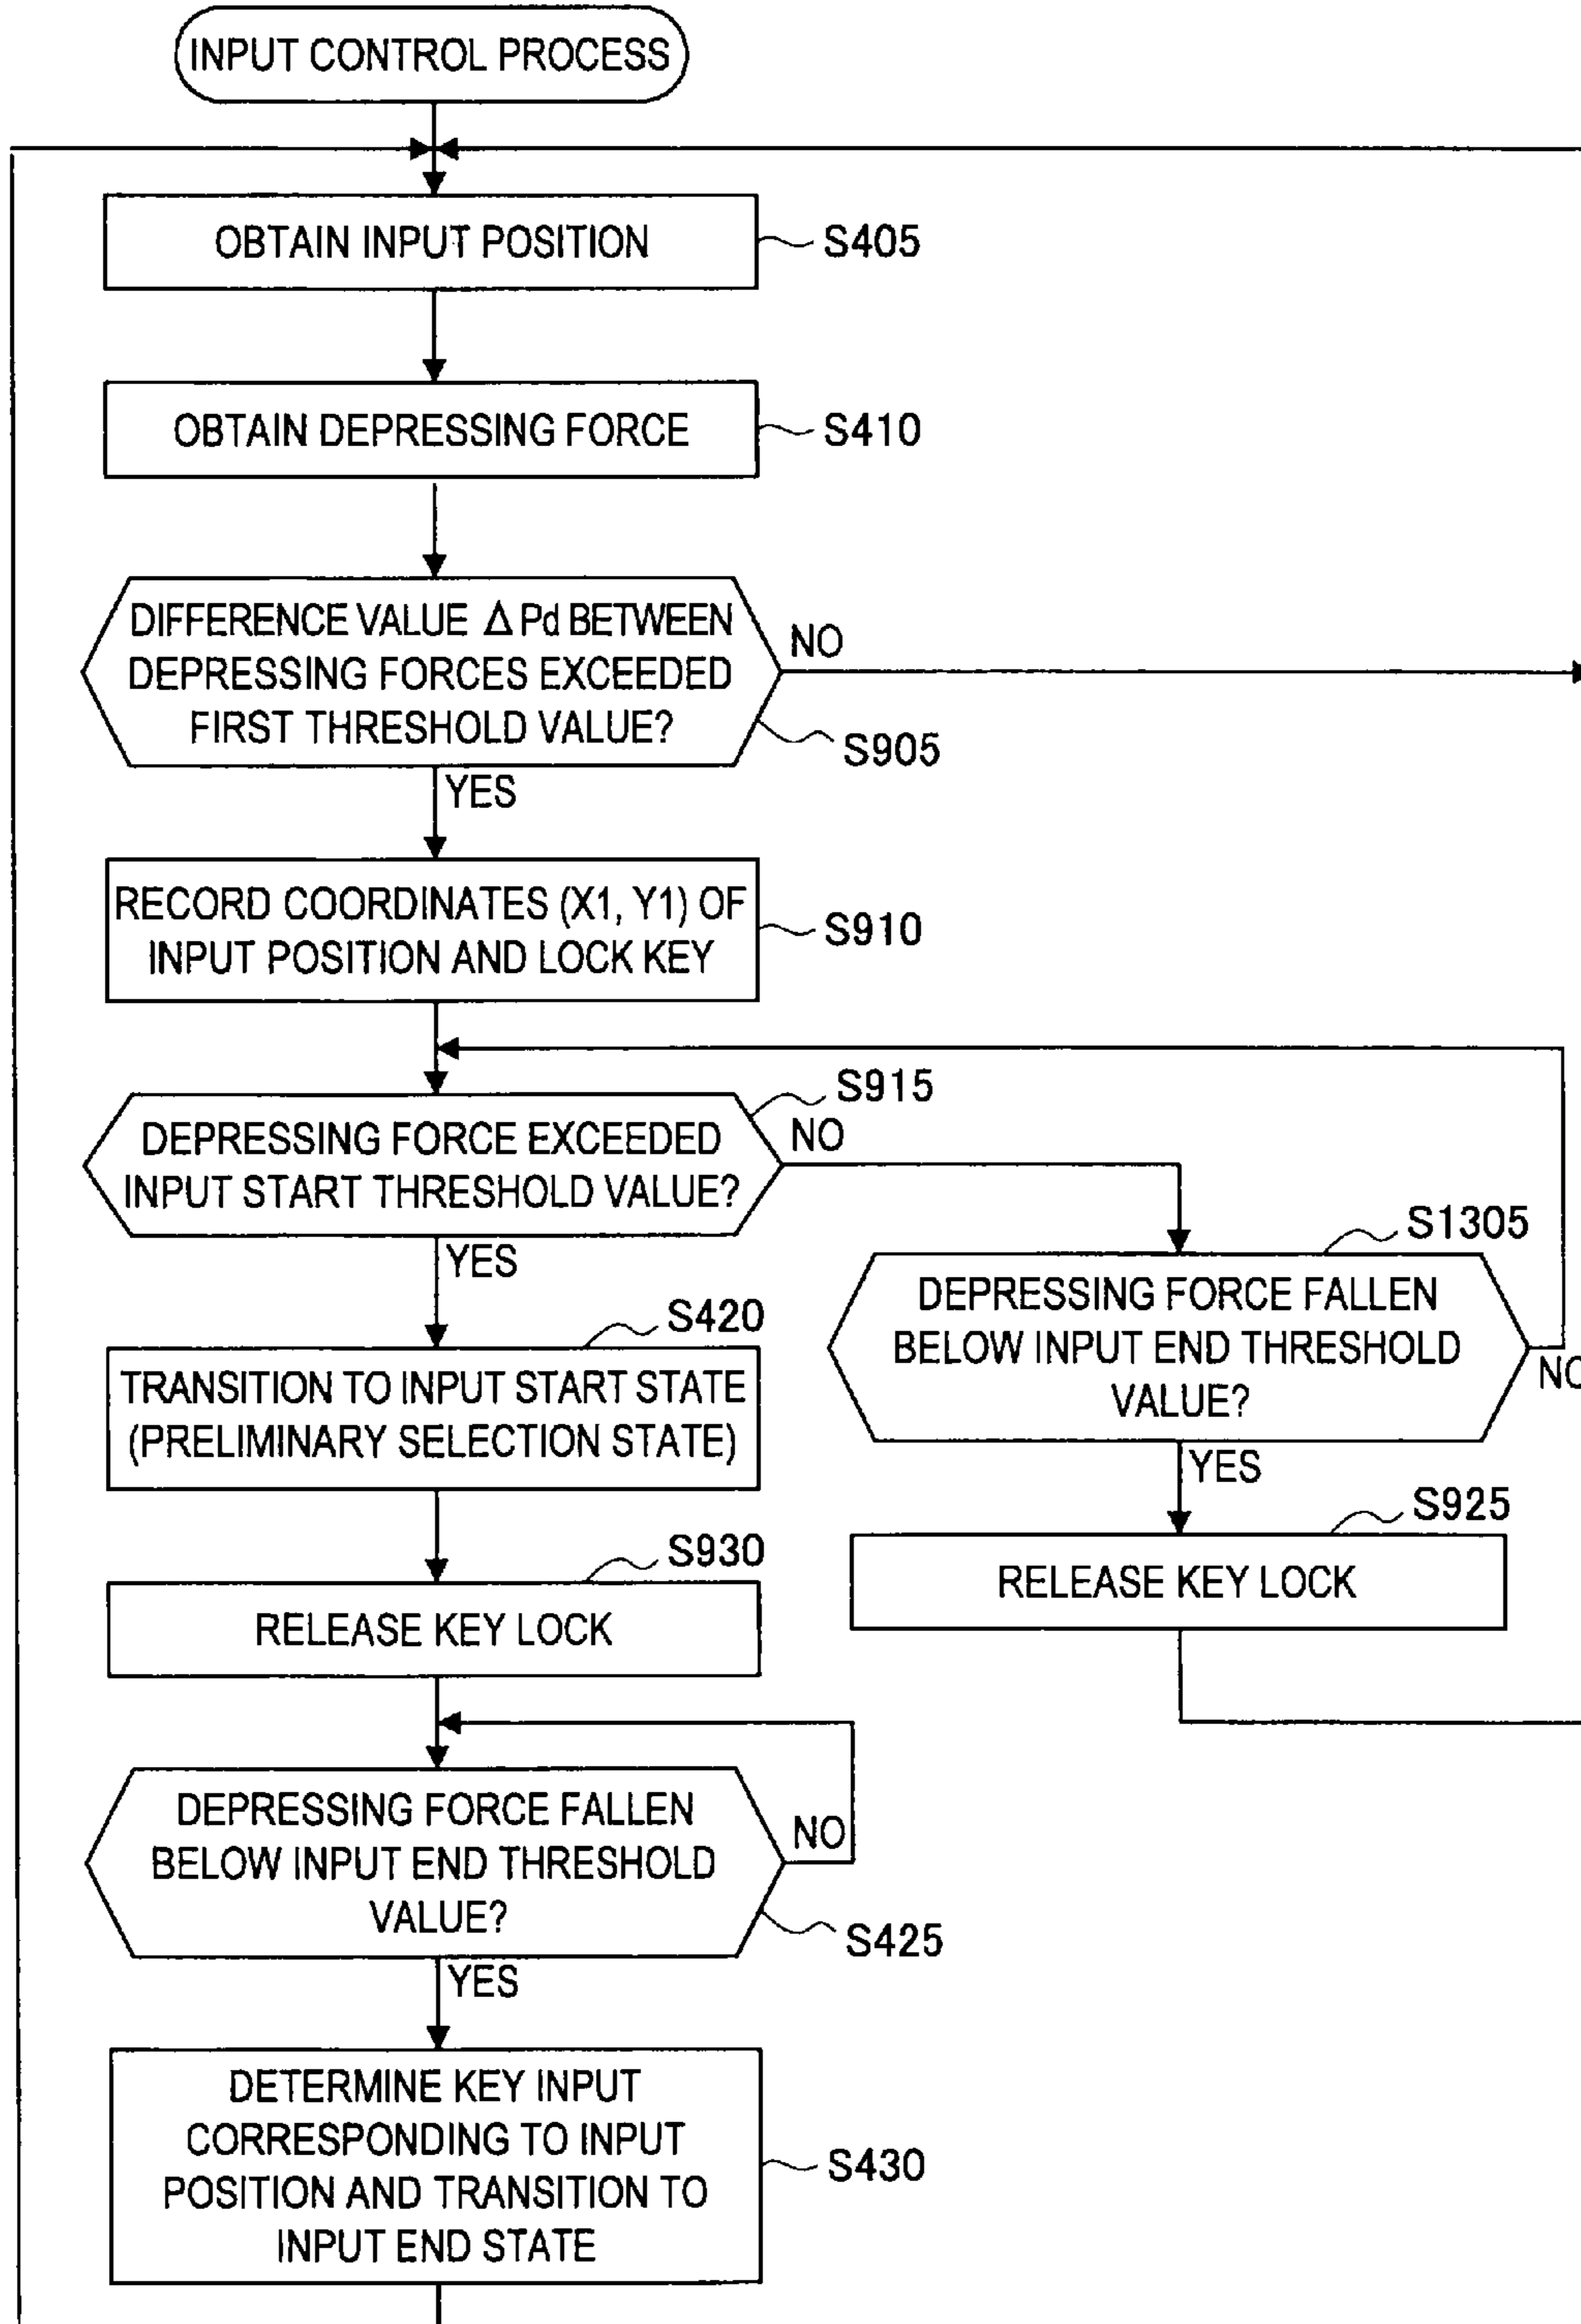 INPUT CONTROL PROCESS
OBTAIN INPUT POSITION
S405
OBTAIN DEPRESSING FORCE
S410
DIFFERENCE VALUE Δ Pd BETWEEN
DEPRESSING FORCES EXCEEDED
FIRST THRESHOLD VALUE?
NO
S905
YES
RECORD COORDINATES (X1, Y1) OF
INPUT POSITION AND LOCK KEY
S910
S915
DEPRESSING FORCE EXCEEDED
INPUT START THRESHOLD VALUE?
NO
YES
S1305
DEPRESSING FORCE FALLEN
BELOW INPUT END THRESHOLD
VALUE?
NO
YES
S420
TRANSITION TO INPUT START STATE
(PRELIMINARY SELECTION STATE)
S925
RELEASE KEY LOCK
S930
RELEASE KEY LOCK
DEPRESSING FORCE FALLEN
BELOW INPUT END THRESHOLD
VALUE?
NO
S425
YES
DETERMINE KEY INPUT
CORRESPONDING TO INPUT
POSITION AND TRANSITION TO
INPUT END STATE
S430